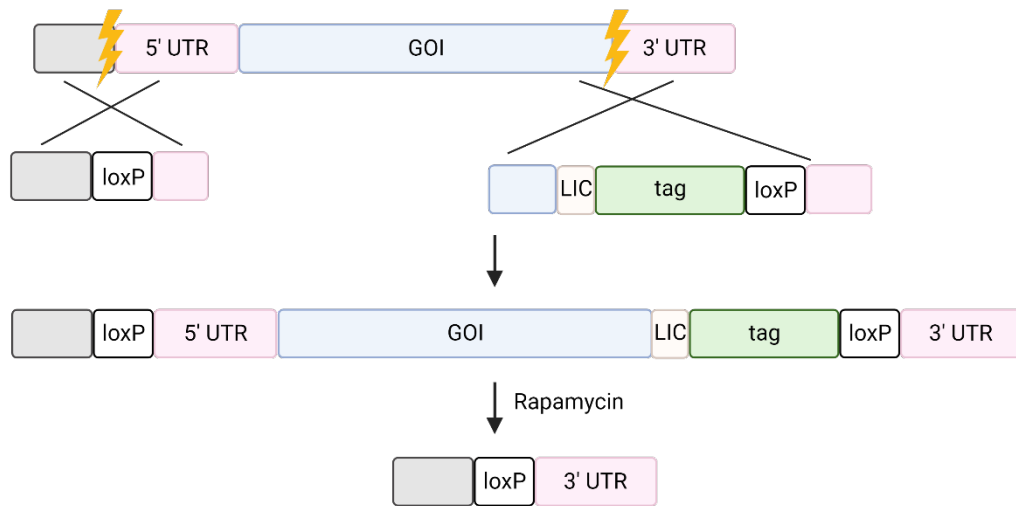 5' UTR GOI 3' UTR
loxP
LIC tag loxP
loxP 5' UTR GOI LIC tag loxP 3' UTR
Rapamycin
loxP 3' UTR